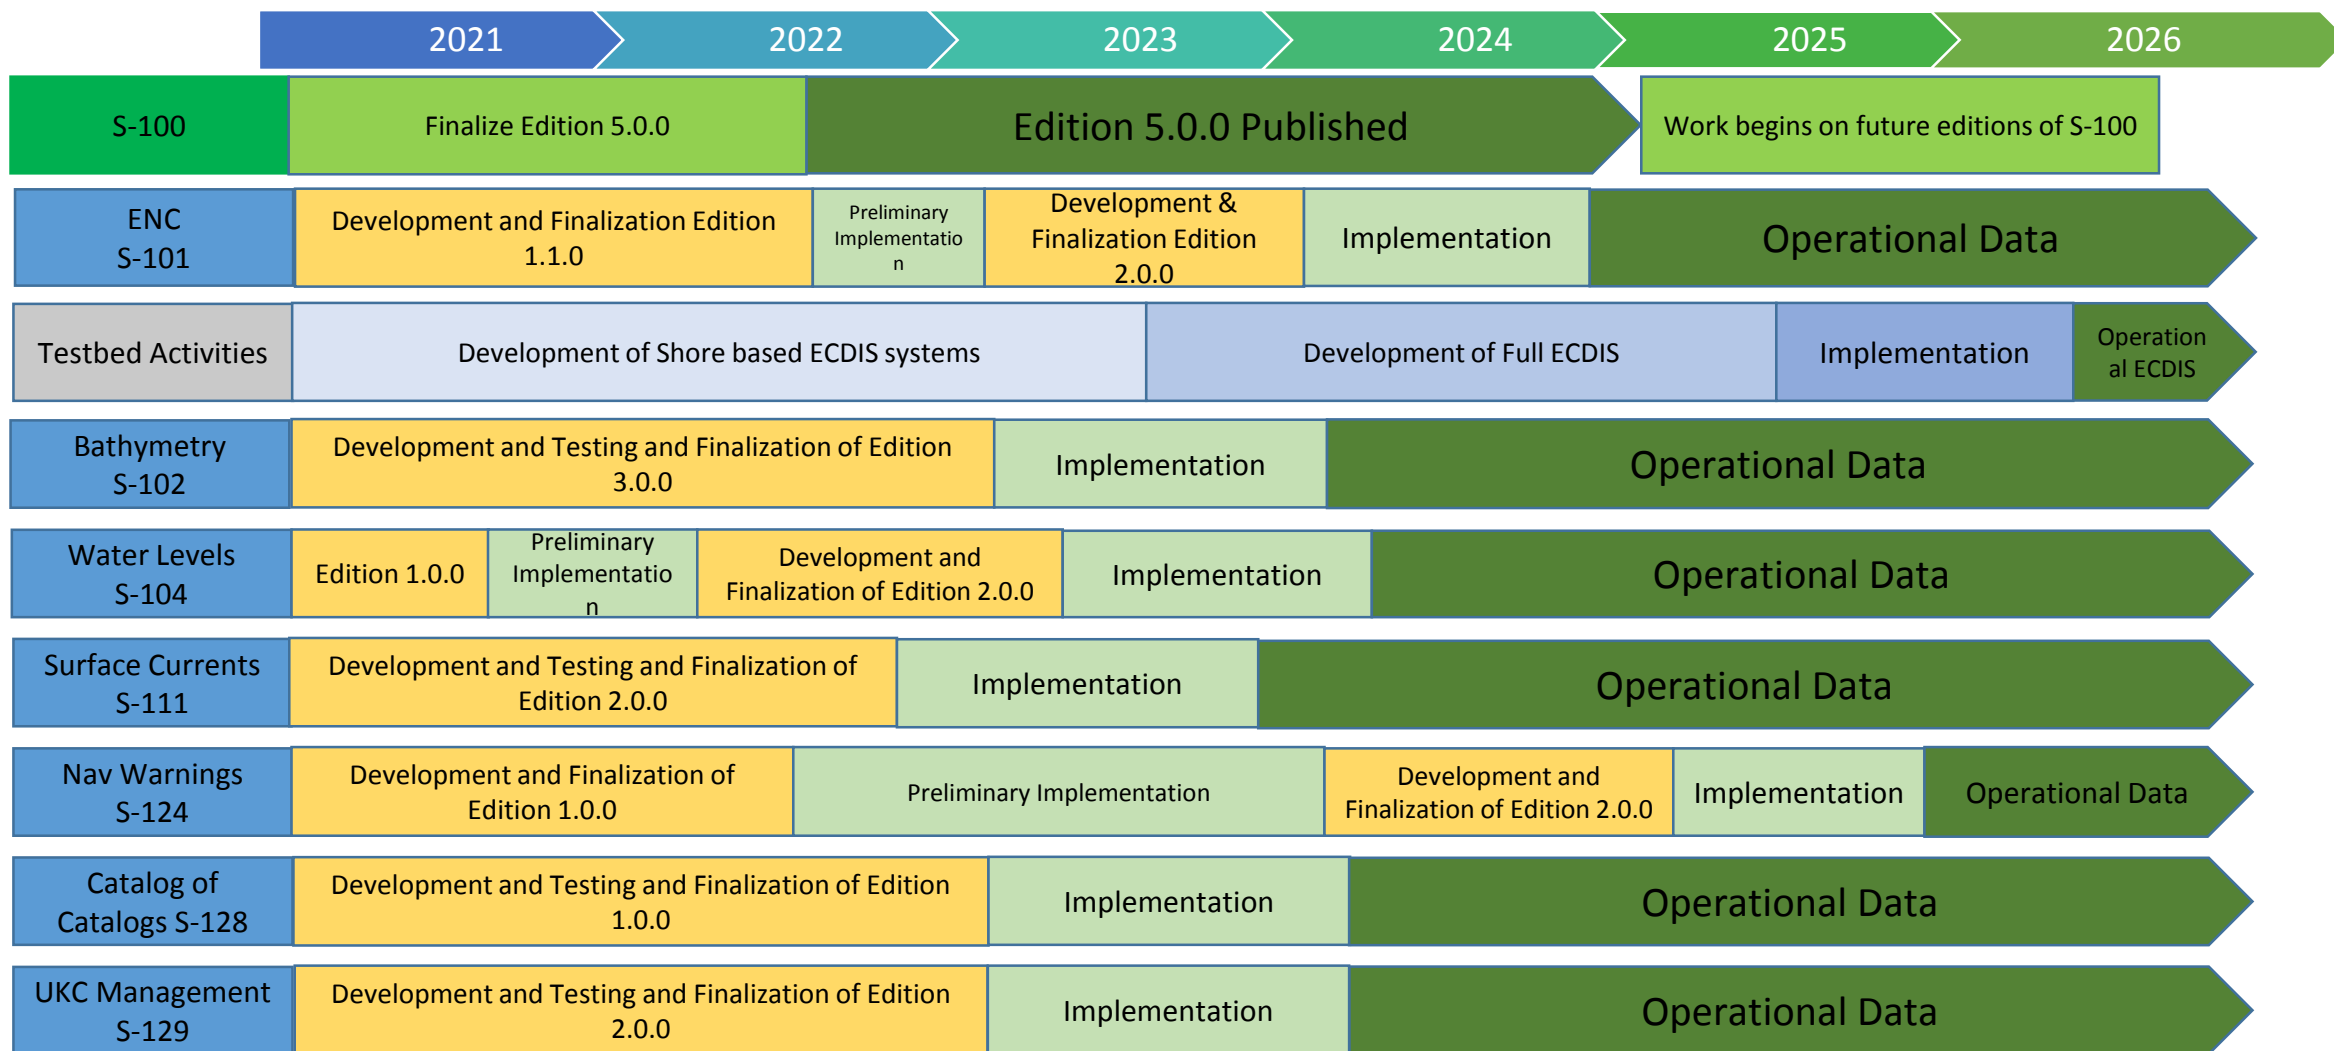 2021
2022
2023
2024
2025
2026
S-100
Finalize Edition 5.0.0
Edition 5.0.0 Published
Work begins on future editions of S-100
ENC
S-101
Development and Finalization Edition
1.1.0
Preliminary
Implementatio
n
Development &
Finalization Edition
2.0.0
Implementation
Operational Data
Testbed Activities
Development of Shore based ECDIS systems
Development of Full ECDIS
Implementation
Operation
al ECDIS
Bathymetry
S-102
Development and Testing and Finalization of Edition
3.0.0
Implementation
Operational Data
Water Levels
S-104
Edition 1.0.0
Preliminary
Implementatio
n
Development and
Finalization of Edition 2.0.0
Implementation
Operational Data
Surface Currents
S-111
Development and Testing and Finalization of
Edition 2.0.0
Implementation
Operational Data
Nav Warnings
S-124
Development and Finalization of
Edition 1.0.0
Preliminary Implementation
Development and
Finalization of Edition 2.0.0
Implementation
Operational Data
Catalog of
Catalogs S-128
Development and Testing and Finalization of Edition
1.0.0
Implementation
Operational Data
UKC Management
S-129
Development and Testing and Finalization of Edition
2.0.0
Implementation
Operational Data